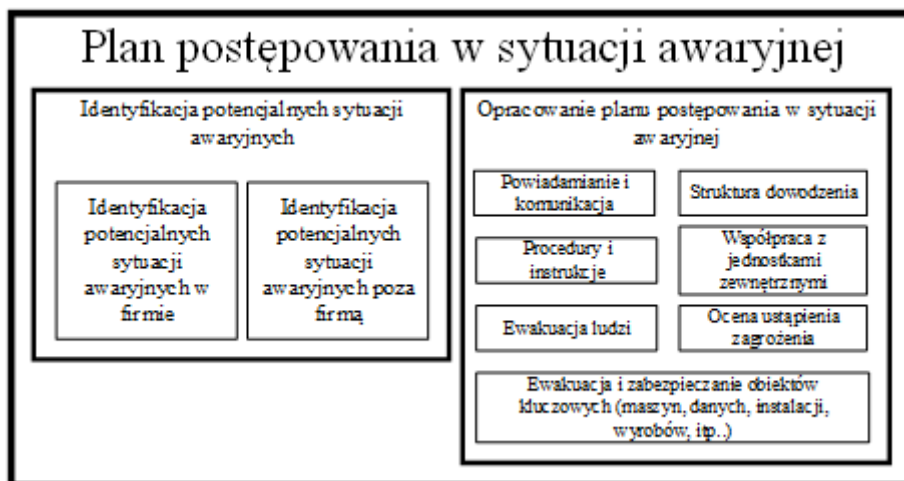 Plan postępowania w sytuacji awaryjnej
Identyfikacja potencjalnych sytuacji
awaryjnych
Identyfikacja
potencjalnych
sytuacji
awaryjnych w
firmie
Identyfikacja
potencjalnych
sytuacji
awaryjnych poza
firmą
Opracowanie planu postępowania w sytuacji
awaryjnej
Powiadamianie i
komunikacja
Struktura dowodzenia
Procedury i
instrukcje
Współpraca z
jednostkami
zewnętrznymi
Ewakuacja ludzi
Ocena ustąpienia
zagrożenia
Ewakuacja i zabezpieczanie obiektów
kluczowych (maszyn, danych, instalacji,
wyrobów, itp..)